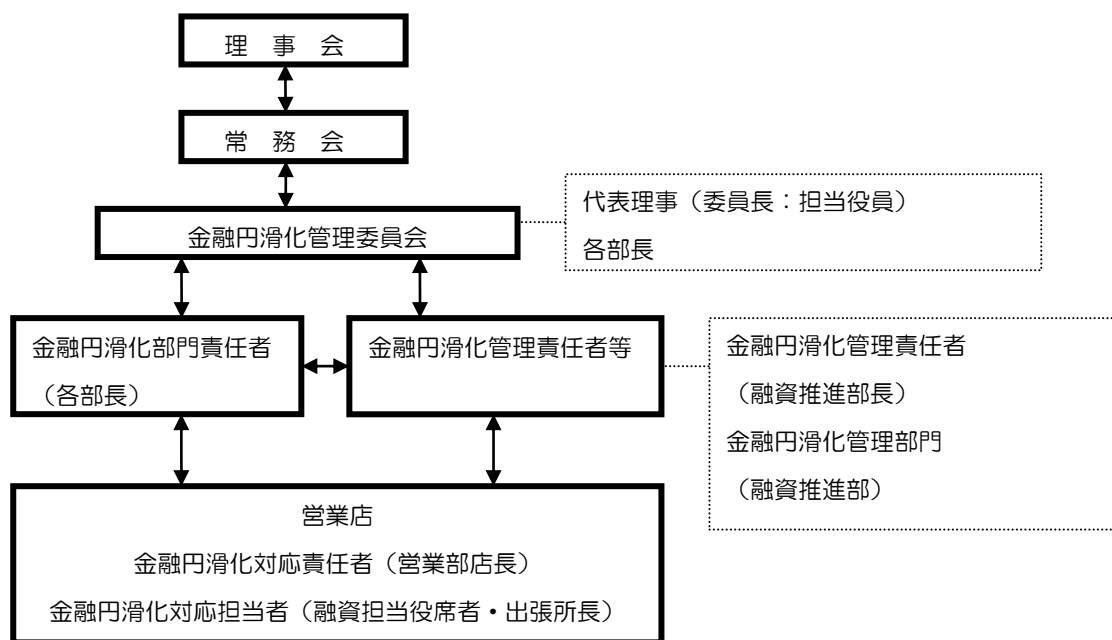 理　事　会
常　務　会
代表理事（委員長：担当役員）
各部長
金融円滑化管理委員会
金融円滑化部門責任者
（各部長）
金融円滑化管理責任者等
金融円滑化管理責任者
（融資推進部長）
金融円滑化管理部門
（融資推進部）
営業店
金融円滑化対応責任者（営業部店長）
金融円滑化対応担当者（融資担当役席者・出張所長）